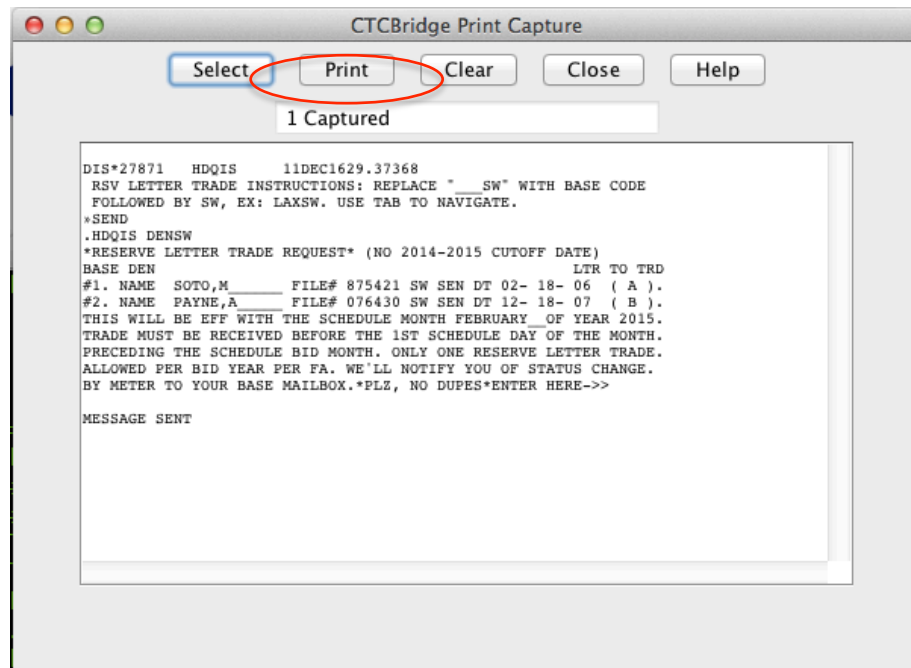 CTCBridge Print Capture
Select Print Clear Close Help
1 Captured
DIS*27871 HDQIS 11DEC1629.37368
RSV LETTER TRADE INSTRUCTIONS: REPLACE "___SW" WITH BASE CODE
FOLLOWED BY SW, EX: LAXSW. USE TAB TO NAVIGATE.
»SEND
.HDQIS DENSW
*RESERVE LETTER TRADE REQUEST* (NO 2014-2015 CUTOFF DATE)
BASE DEN LTR TO TRD
#1. NAME SOTO,M______ FILE# 875421 SW SEN DT 02- 18- 06 ( A ).
#2. NAME PAYNE,A_____ FILE# 076430 SW SEN DT 12- 18- 07 ( B ).
THIS WILL BE EFF WITH THE SCHEDULE MONTH FEBRUARY__OF YEAR 2015.
TRADE MUST BE RECEIVED BEFORE THE 1ST SCHEDULE DAY OF THE MONTH.
PRECEDING THE SCHEDULE BID MONTH. ONLY ONE RESERVE LETTER TRADE.
ALLOWED PER BID YEAR PER FA. WE'LL NOTIFY YOU OF STATUS CHANGE.
BY METER TO YOUR BASE MAILBOX.*PLZ, NO DUPES*ENTER HERE->>
MESSAGE SENT